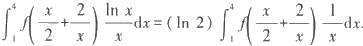 ∫₁⁴ f(x/2 + 2/x) (ln x)/x dx = (ln 2) ∫₁⁴ f(x/2 + 2/x) 1/x dx.